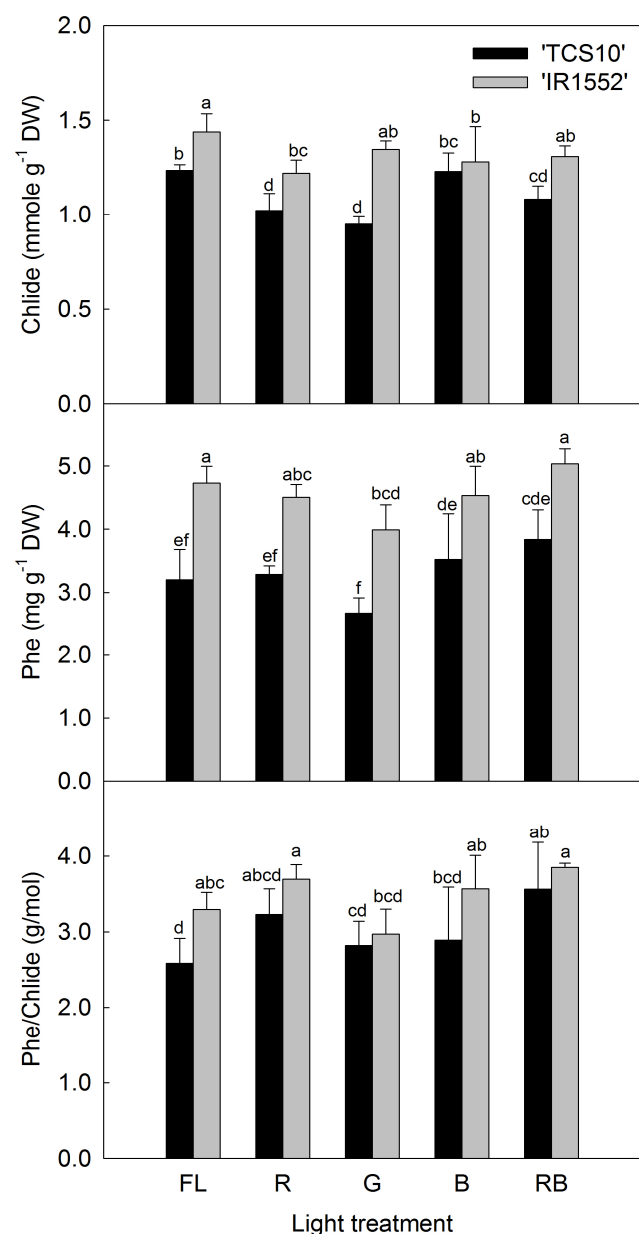 2.0
'TCS10'
'IR1552'
1.5
1.0
0.5
0.0
Chlide (mmole g⁻¹ DW)
b a d bc d ab bc b cd ab
5.0
4.0
3.0
2.0
1.0
0.0
Phe (mg g⁻¹ DW)
ef a ef abc f bcd de ab cde a
4.0
3.0
2.0
1.0
0.0
Phe/Chlide (g/mol)
d abc abcd a cd bcd bcd ab ab a
FL R G B RB
Light treatment